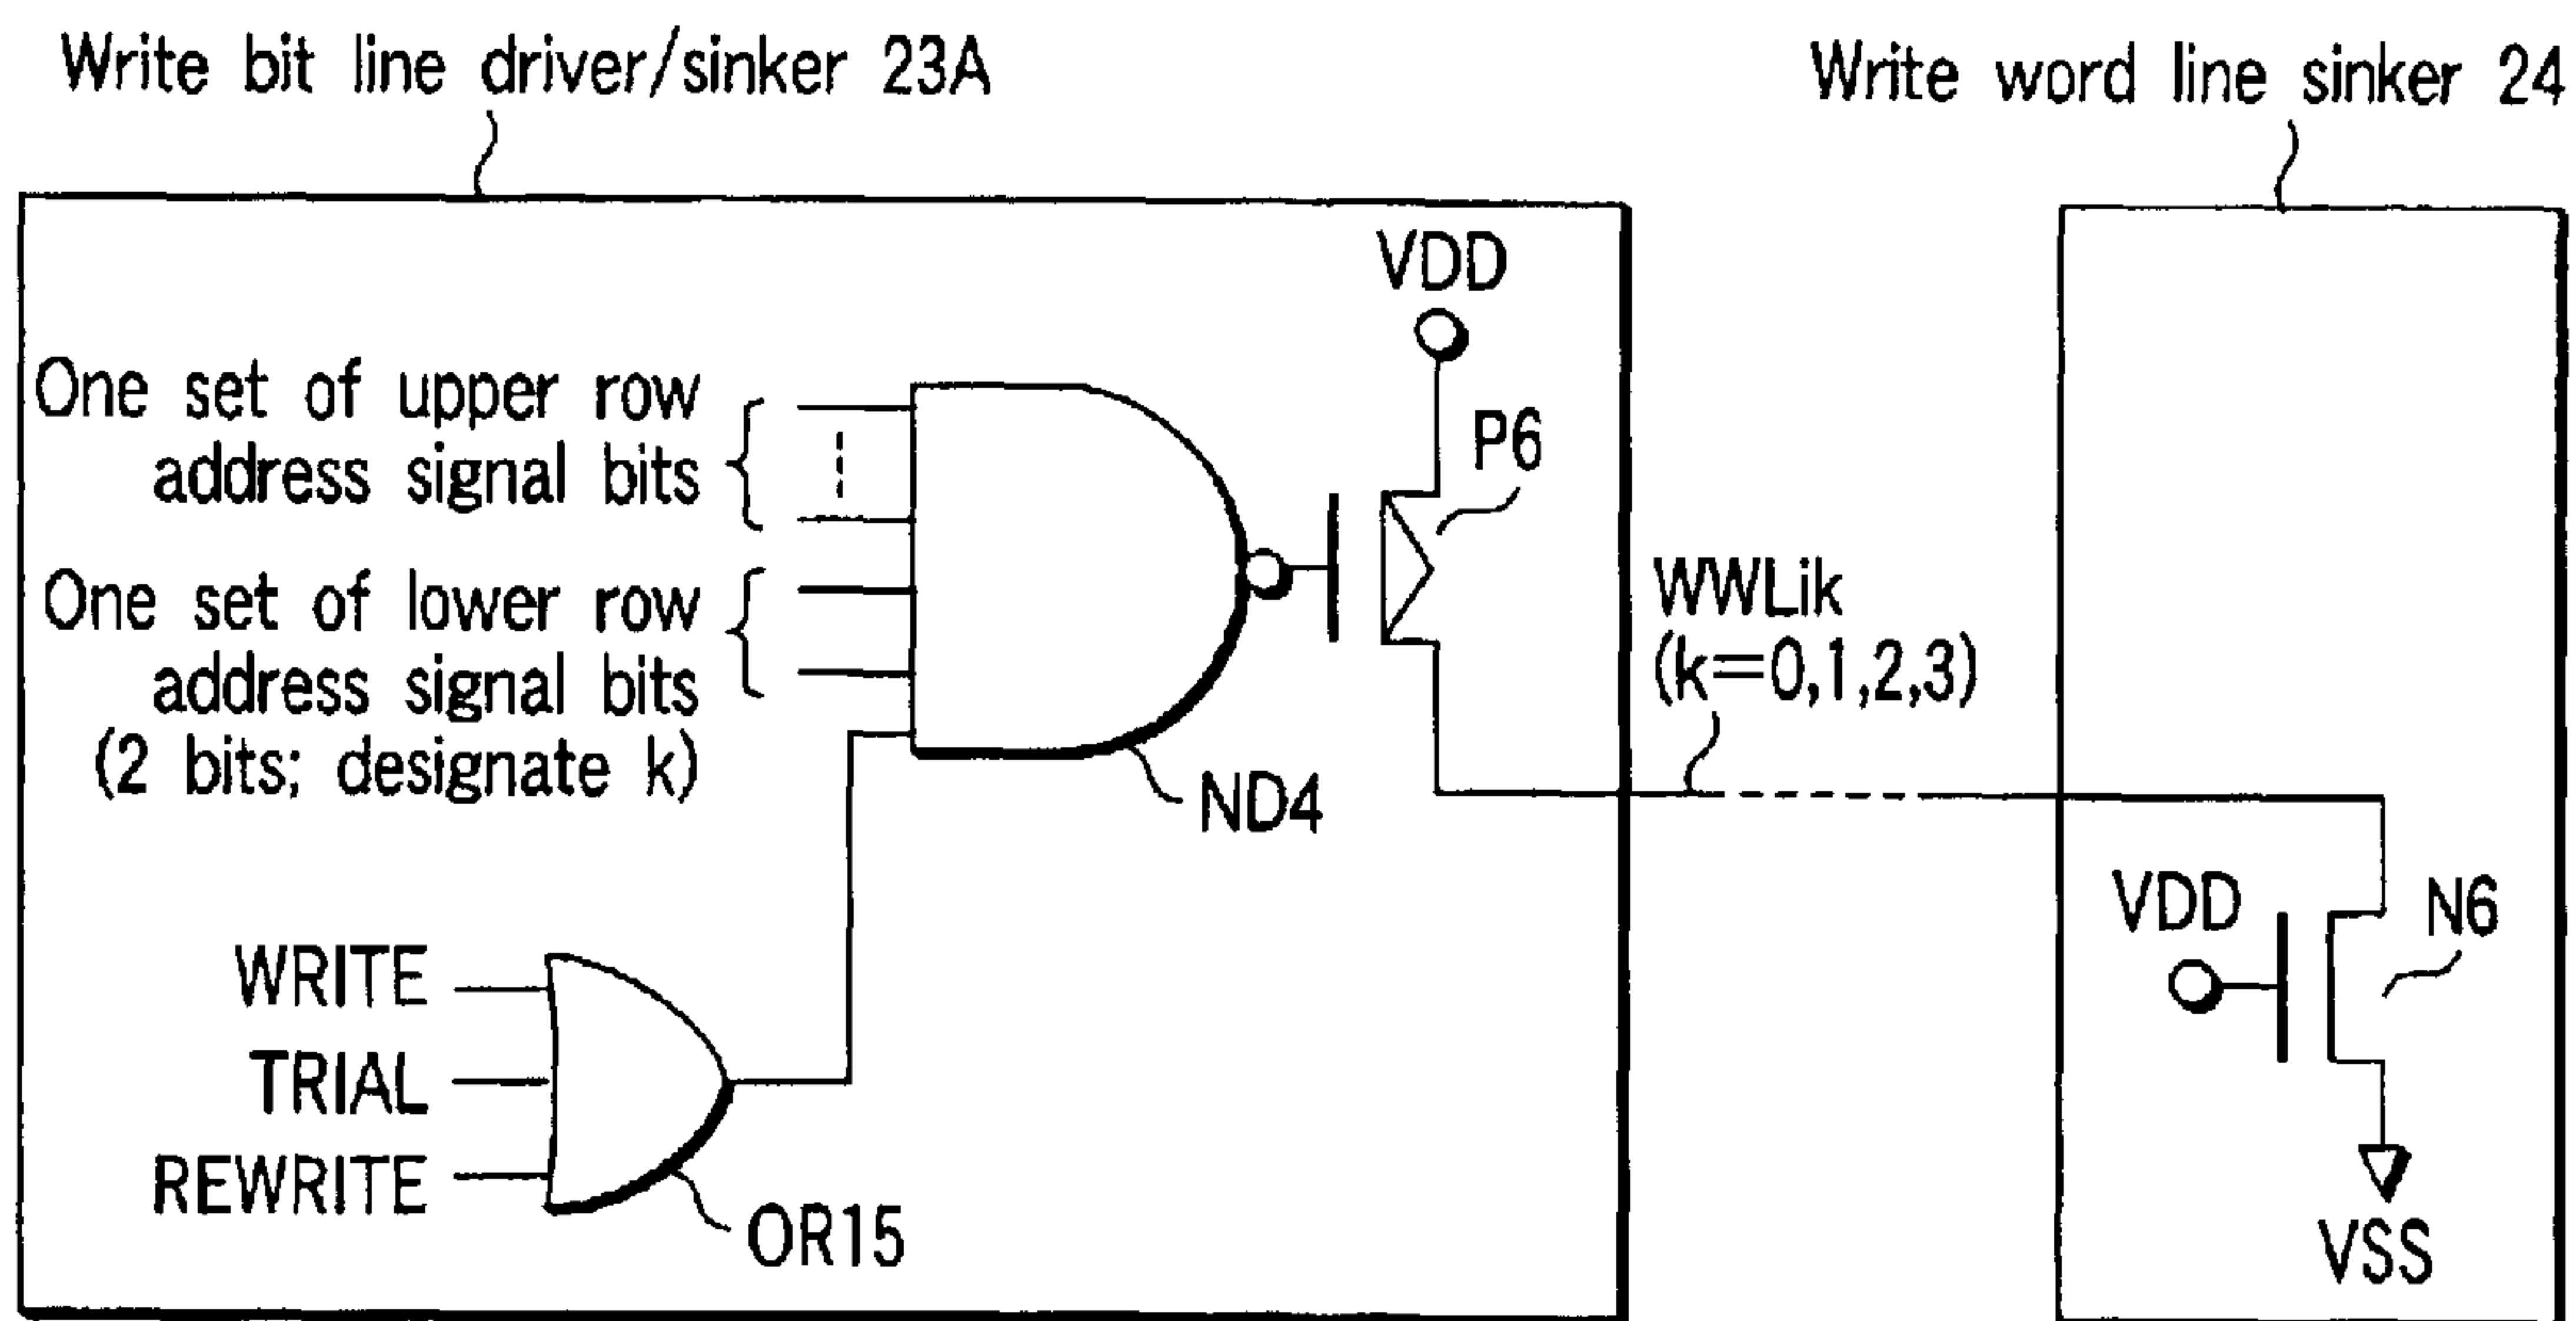 Write bit line driver/sinker 23A
Write word line sinker 24
VDD
One set of upper row
address signal bits
P6
One set of lower row
address signal bits
(2 bits; designate k)
WWLik
(k=0,1,2,3)
ND4
VDD
N6
WRITE
TRIAL
REWRITE
OR15
VSS